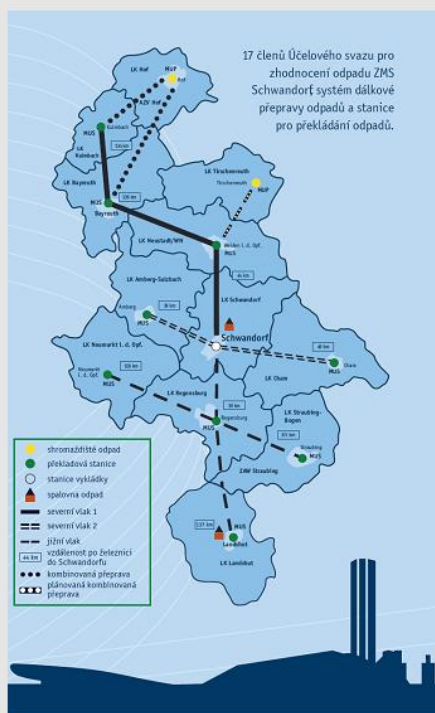 17 členů Účelového svazu pro
zhodnocení odpadu ZMS
Schwandorf, systém dálkové
přepravy odpadů a stanice
pro překládání odpadů.
LK Hof
MUP
Hof
AZV Hof
MUS
Kulmbach
LK
Kulmbach
LK Bayreuth
MUS
Bayreuth
LK Tirschenreuth
Tirschenreuth
MUP
LK Neustadt/WN
Weiden i. d. Opf.
MUS
LK Amberg-Sulzbach
LK Schwandorf
Amberg
MUS
Schwandorf
LK Neumarkt i. d. Opf.
Neumarkt
i. d. Opf.
MUS
LK Cham
Cham
MUS
LK Regensburg
Regensburg
MUS
LK Straubing-
Bogen
Straubing
MUS
ZAW Straubing
MUS
Landshut
LK Landshut
shromaždiště odpad
překladová stanice
stanice vykládky
spalovna odpad
severní vlak 1
severní vlak 2
jižní vlak
44 km
vzdálenost po železnici
do Schwandorfu
kombinovaná přeprava
plánovaná kombinovaná
přeprava